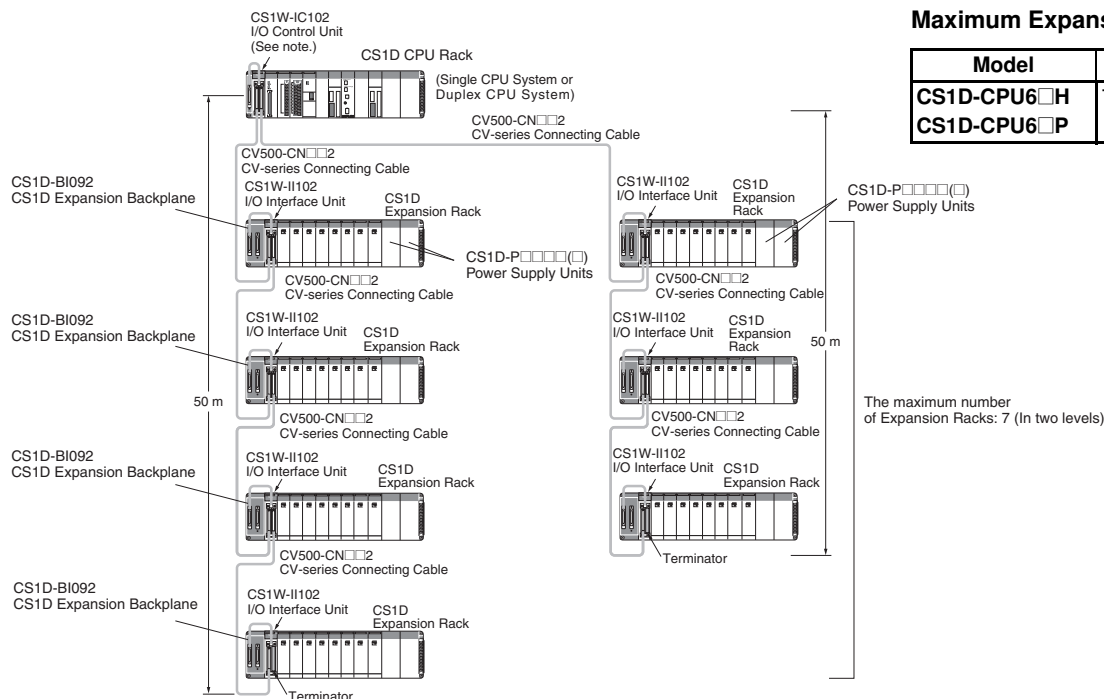 CS1W-IC102
I/O Control Unit
(See note.)
CS1D CPU Rack
(Single CPU System or
Duplex CPU System)
CV500-CN□□2
CV-series Connecting Cable
Maximum Expans
Model
CS1D-CPU6□H
CS1D-CPU6□P
CV500-CN□□2
CV-series Connecting Cable
CS1D-BI092
CS1D Expansion Backplane
CS1W-II102
I/O Interface Unit
CS1D
Expansion Rack
CS1D-P□□□□(□)
Power Supply Units
CV500-CN□□2
CV-series Connecting Cable
CS1W-II102
I/O Interface Unit
CS1D
Expansion
Rack
CS1D-P□□□□(□)
Power Supply Units
CV500-CN□□2
CV-series Connecting Cable
CS1D-BI092
CS1D Expansion Backplane
CS1W-II102
I/O Interface Unit
CS1D
Expansion Rack
50 m
CV500-CN□□2
CV-series Connecting Cable
CS1W-II102
I/O Interface Unit
CS1D
Expansion
Rack
50 m
CV500-CN□□2
CV-series Connecting Cable
The maximum number
of Expansion Racks: 7 (In two levels)
CS1D-BI092
CS1D Expansion Backplane
CS1W-II102
I/O Interface Unit
CS1D
Expansion Rack
CV500-CN□□2
CV-series Connecting Cable
CS1W-II102
I/O Interface Unit
CS1D
Expansion Rack
Terminator
CS1D-BI092
CS1D Expansion Backplane
CS1W-II102
I/O Interface Unit
CS1D
Expansion Rack
Terminator